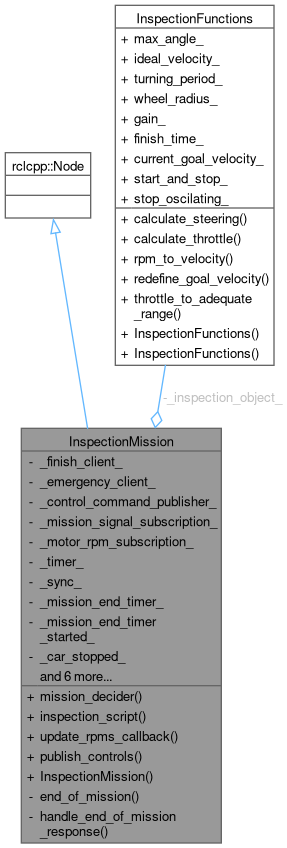 InspectionFunctions
+ max_angle_
+ ideal_velocity_
+ turning_period_
+ wheel_radius_
+ gain_
+ finish_time_
+ current_goal_velocity_
+ start_and_stop_
+ stop_oscilating_
+ calculate_steering()
+ calculate_throttle()
+ rpm_to_velocity()
+ redefine_goal_velocity()
+ throttle_to_adequate
_range()
+ InspectionFunctions()
+ InspectionFunctions()
rclcpp::Node
-_inspection_object_
InspectionMission
- _finish_client_
- _emergency_client_
- _control_command_publisher_
- _mission_signal_subscription_
- _motor_rpm_subscription_
- _timer_
- _sync_
- _mission_end_timer_
- _mission_end_timer
_started_
- _car_stopped_
and 6 more...
+ mission_decider()
+ inspection_script()
+ update_rpms_callback()
+ publish_controls()
+ InspectionMission()
- end_of_mission()
- handle_end_of_mission
_response()